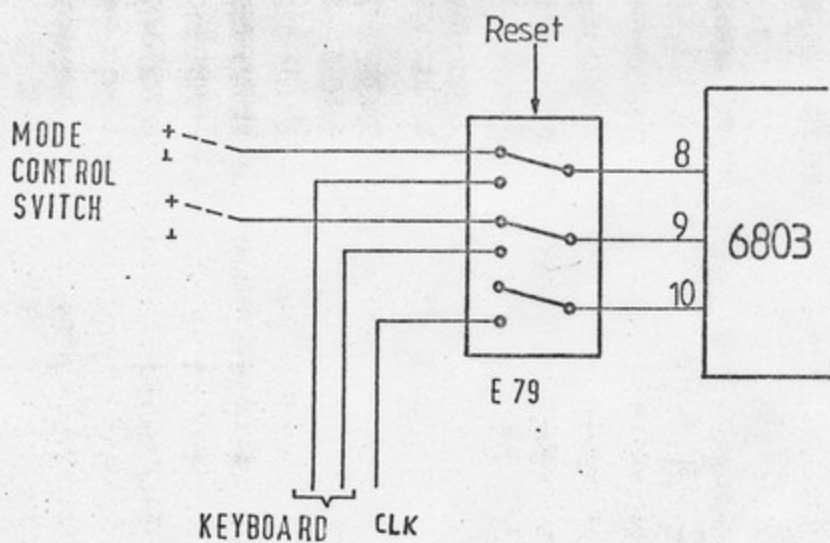 Reset
MODE
CONTROL
SVITCH
+
⊥
+
⊥
8
9
10
6803
E 79
KEYBOARD CLK